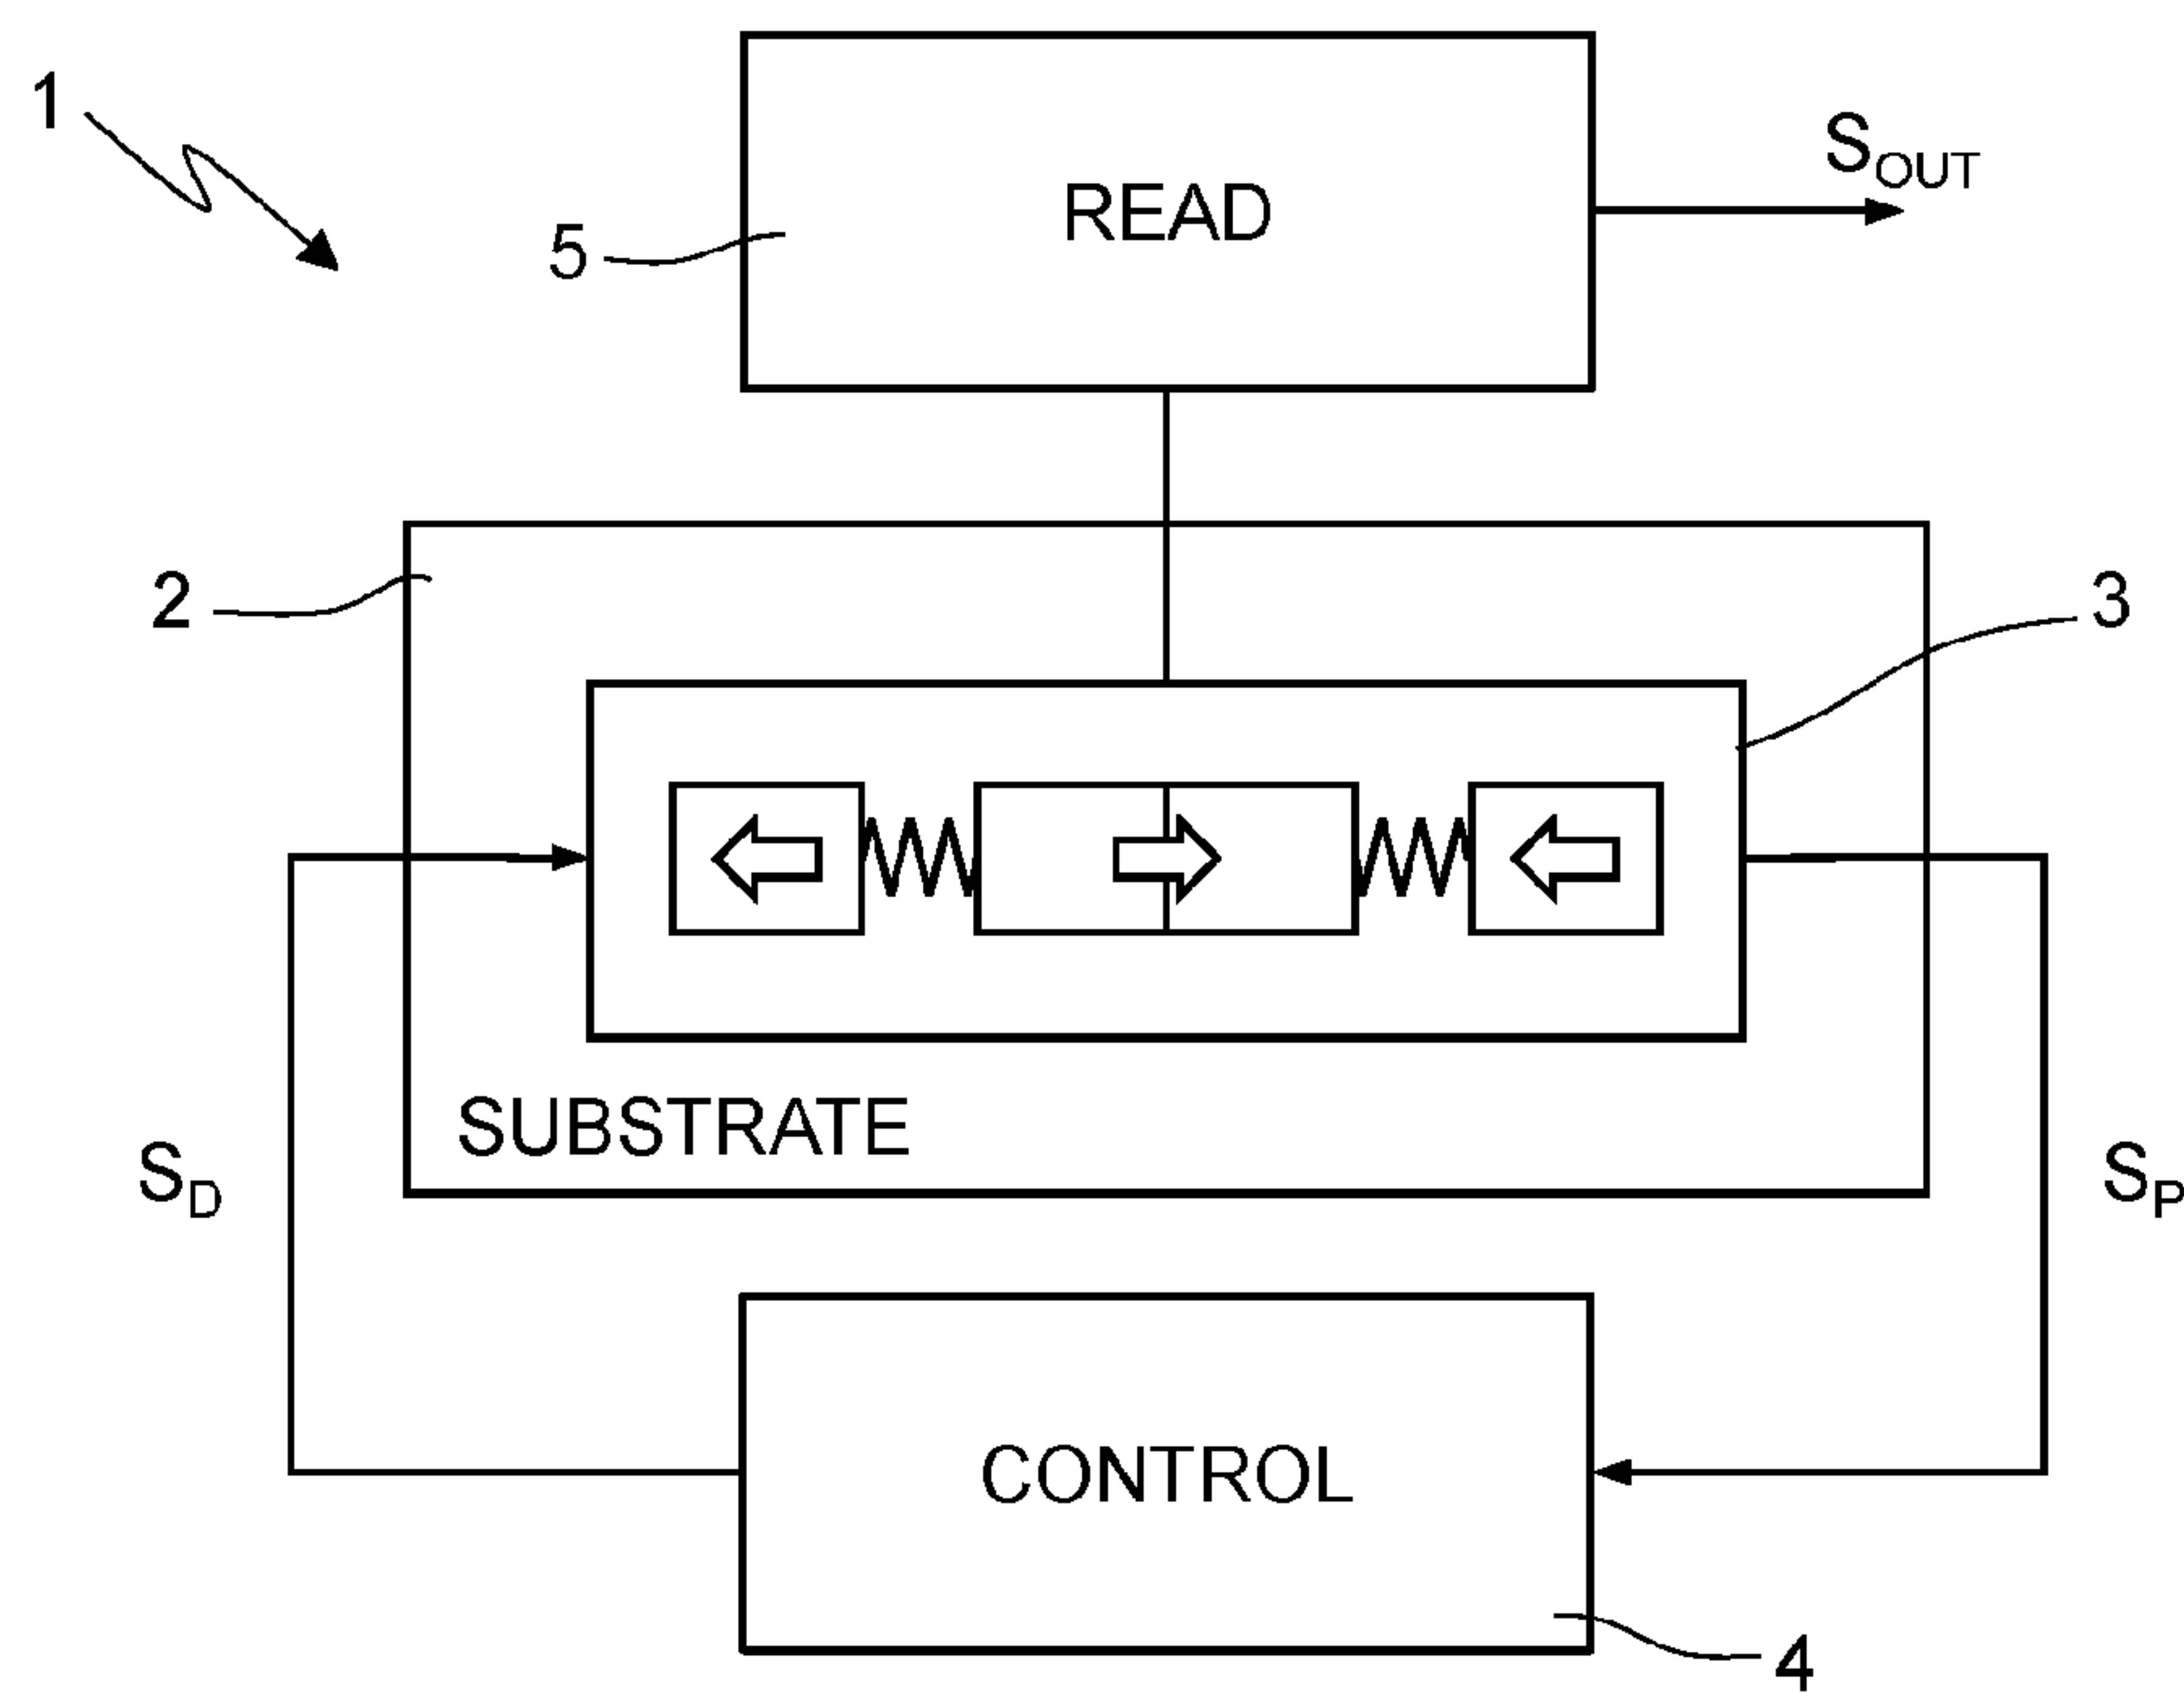 1
S_OUT
READ
5
2
3
SUBSTRATE
S_D
S_P
CONTROL
4